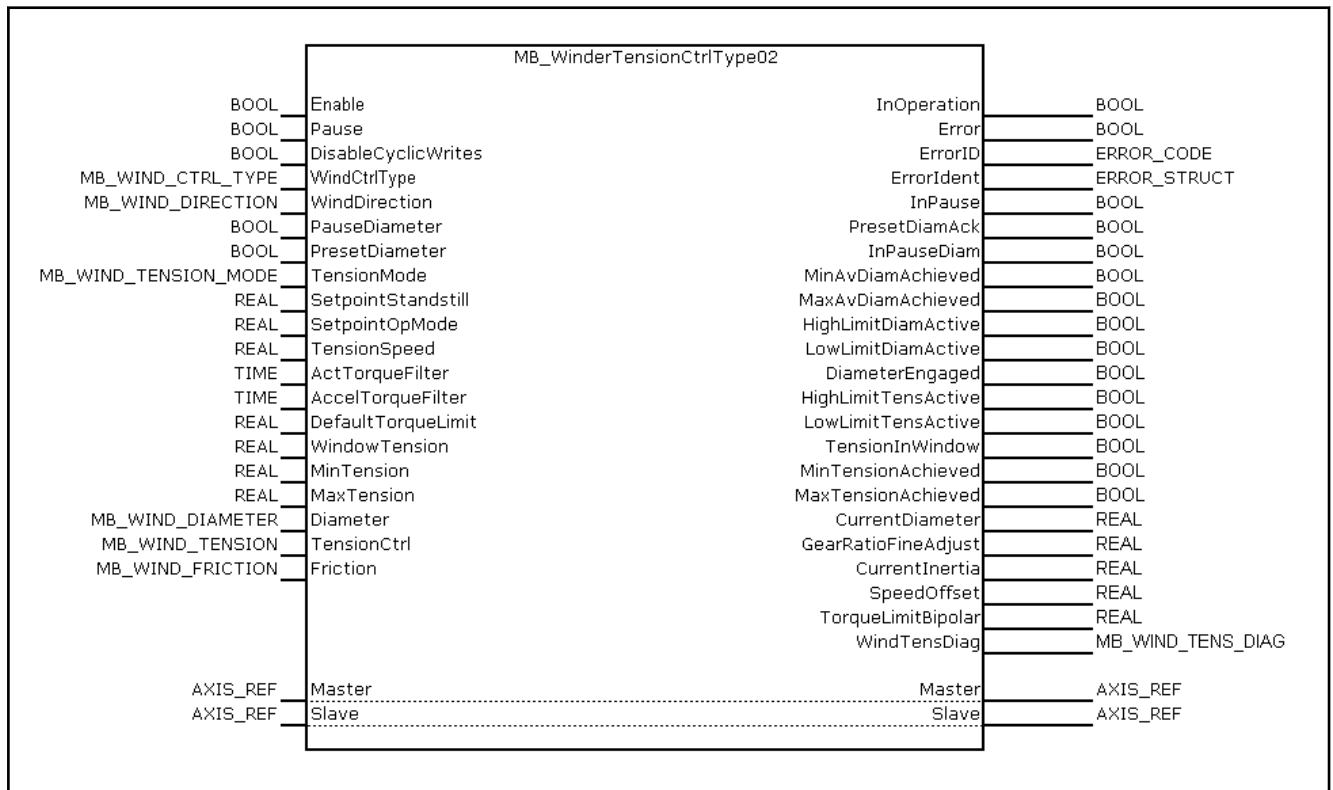 MB_WinderTensionCtrlType02
BOOL Enable InOperation BOOL
BOOL Pause Error BOOL
BOOL DisableCyclicWrites ErrorID ERROR_CODE
MB_WIND_CTRL_TYPE WindCtrlType ErrorIdent ERROR_STRUCT
MB_WIND_DIRECTION WindDirection InPause BOOL
BOOL PauseDiameter PresetDiamAck BOOL
BOOL PresetDiameter InPauseDiam BOOL
MB_WIND_TENSION_MODE TensionMode MinAvDiamAchieved BOOL
REAL SetpointStandstill MaxAvDiamAchieved BOOL
REAL SetpointOpMode HighLimitDiamActive BOOL
REAL TensionSpeed LowLimitDiamActive BOOL
TIME ActTorqueFilter DiameterEngaged BOOL
TIME AccelTorqueFilter HighLimitTensActive BOOL
REAL DefaultTorqueLimit LowLimitTensActive BOOL
REAL WindowTension TensionInWindow BOOL
REAL MinTension MinTensionAchieved BOOL
REAL MaxTension MaxTensionAchieved BOOL
MB_WIND_DIAMETER Diameter CurrentDiameter REAL
MB_WIND_TENSION TensionCtrl GearRatioFineAdjust REAL
MB_WIND_FRICTION Friction CurrentInertia REAL
SpeedOffset REAL
TorqueLimitBipolar REAL
WindTensDiag MB_WIND_TENS_DIAG
AXIS_REF Master Master AXIS_REF
AXIS_REF Slave Slave AXIS_REF